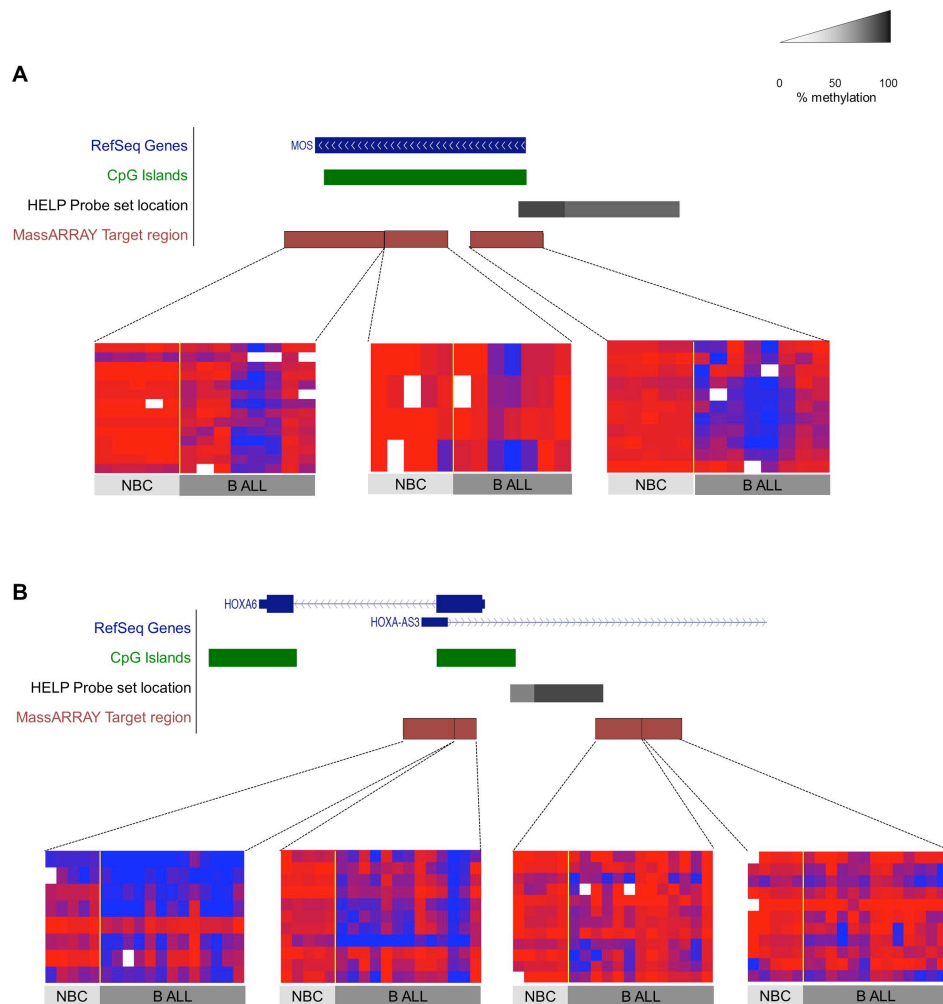 0 50 100
% methylation
A
MOS
RefSeq Genes
CpG Islands
HELP Probe set location
MassARRAY Target region
NBC B ALL NBC B ALL NBC B ALL
B
HOXA6
HOXA-AS3
RefSeq Genes
CpG Islands
HELP Probe set location
MassARRAY Target region
NBC B ALL NBC B ALL NBC B ALL NBC B ALL